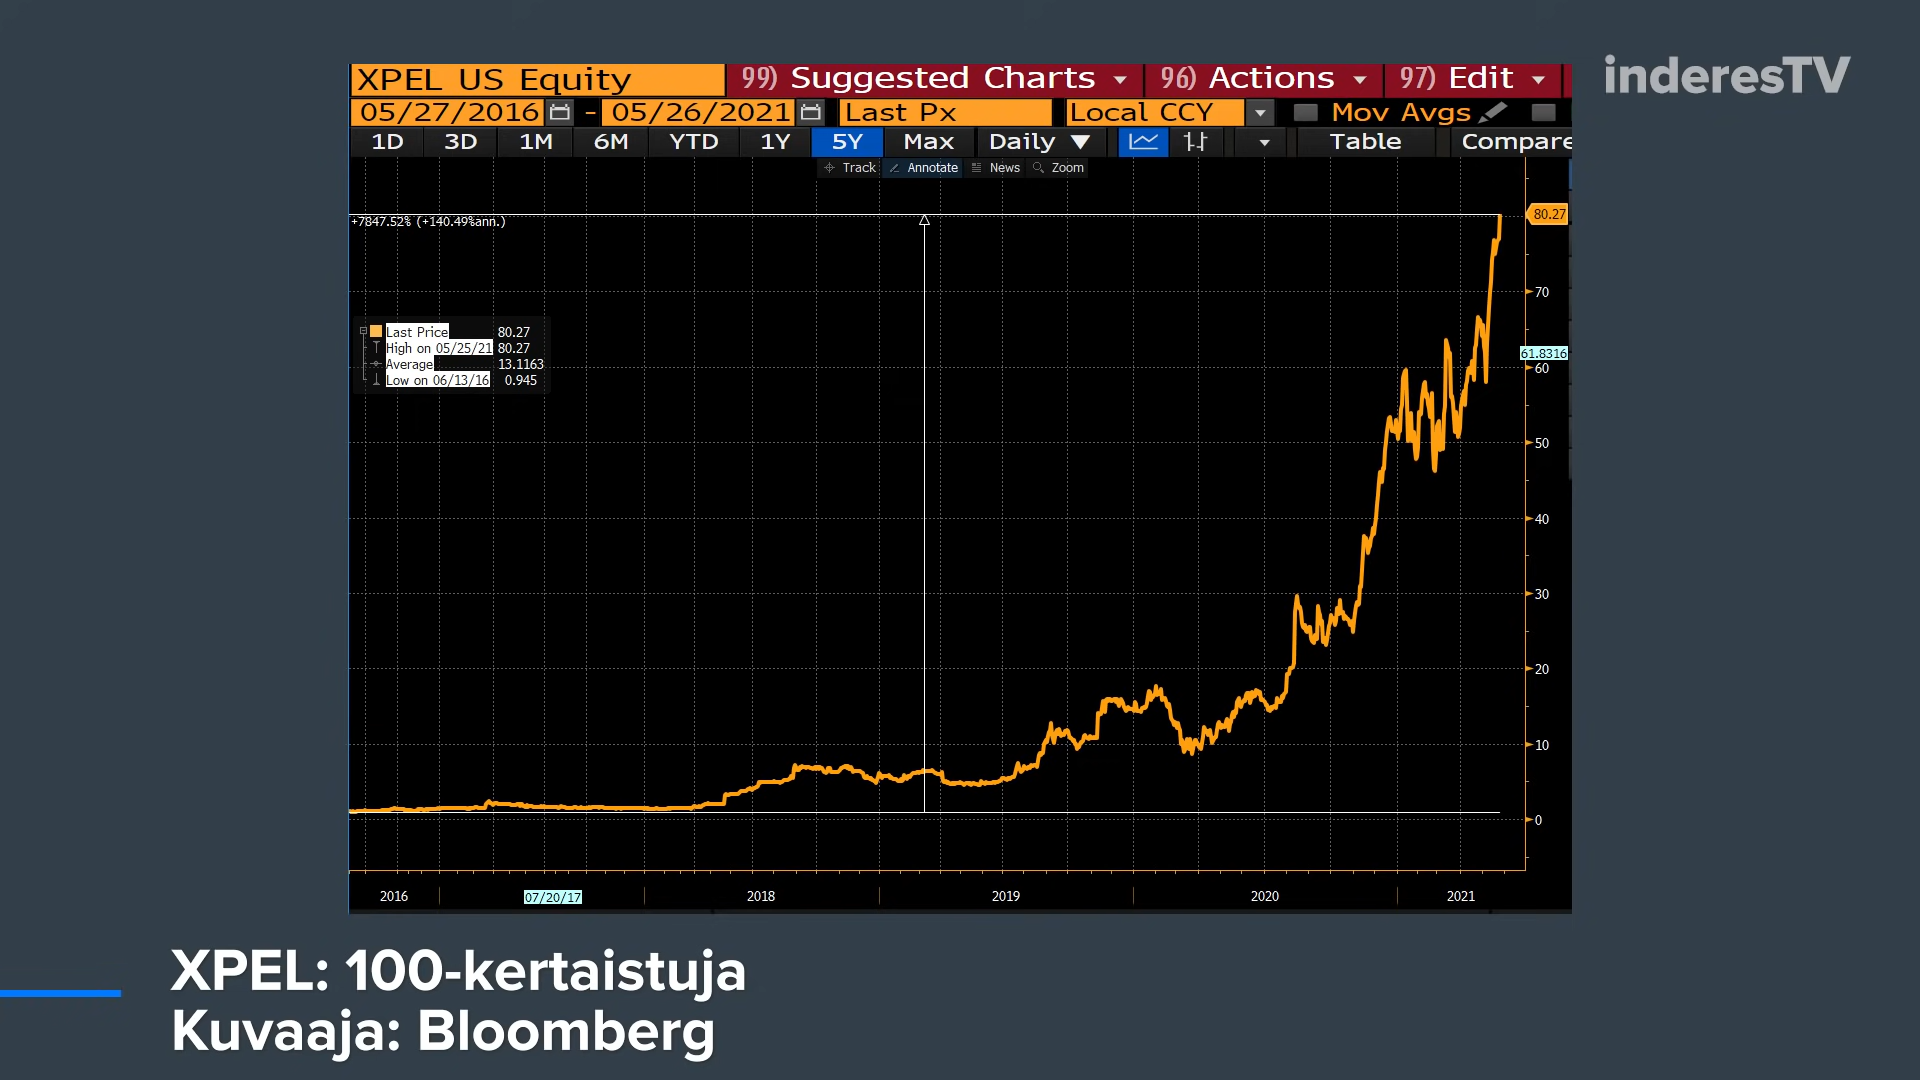 inderesTV
XPEL US Equity 99) Suggested Charts 96) Actions 97) Edit
05/27/2016 - 05/26/2021 Last Px Local CCY Mov Avgs
1D 3D 1M 6M YTD 1Y 5Y Max Daily Table Compare
Track Annotate News Zoom
+7847.52% (+140.49%ann.)
80.27
Last Price 80.27
High on 05/25/21 80.27
Average 13.1163
Low on 06/13/16 0.945
70
61.8316
60
50
40
30
20
10
0
2016 07/20/17 2018 2019 2020 2021
XPEL: 100-kertaistuja
Kuvaaja: Bloomberg